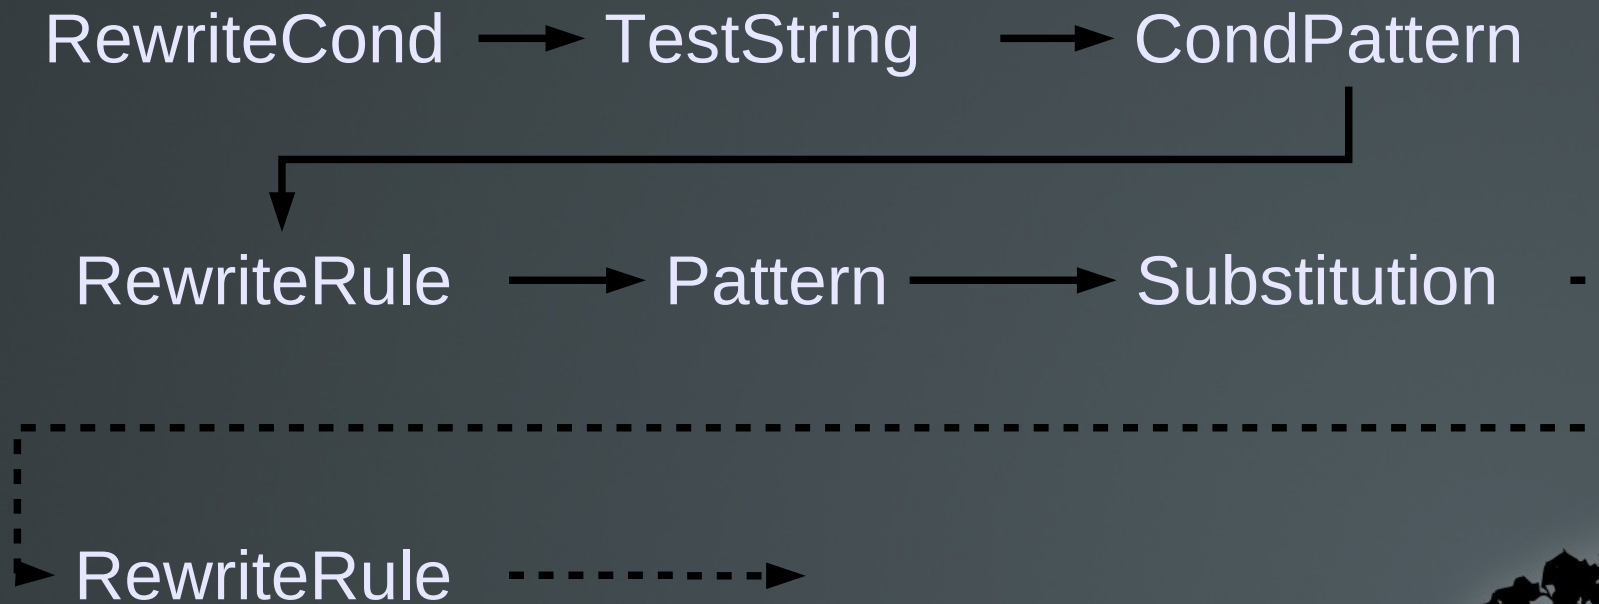 RewriteCond TestString CondPattern
RewriteRule Pattern Substitution
RewriteRule